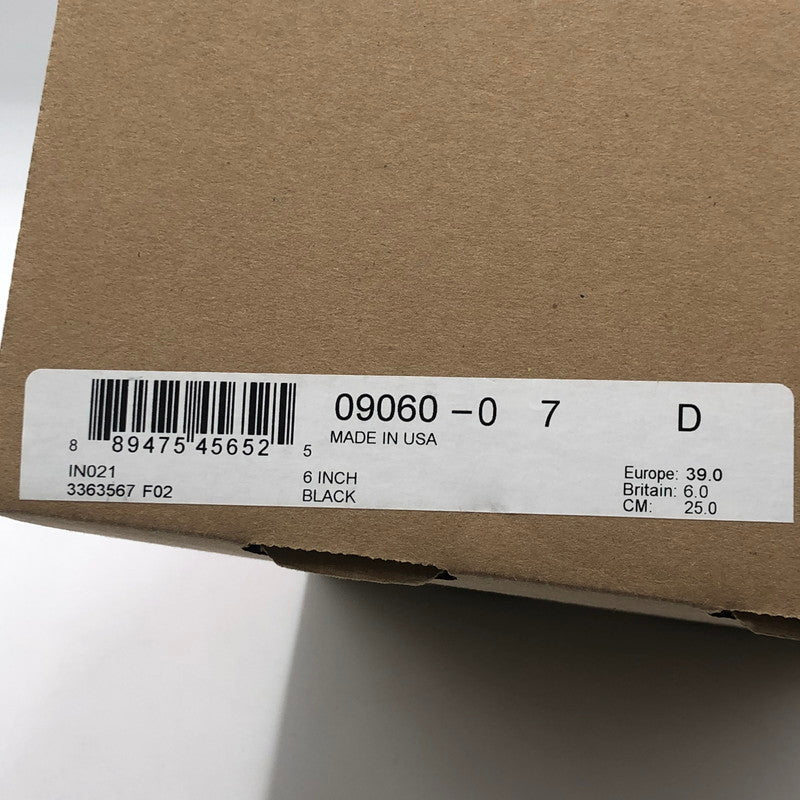 8 89475 45652 5
09060 -0 7 D
MADE IN USA
IN021
3363567 F02
6 INCH
BLACK
Europe: 39.0
Britain: 6.0
CM: 25.0